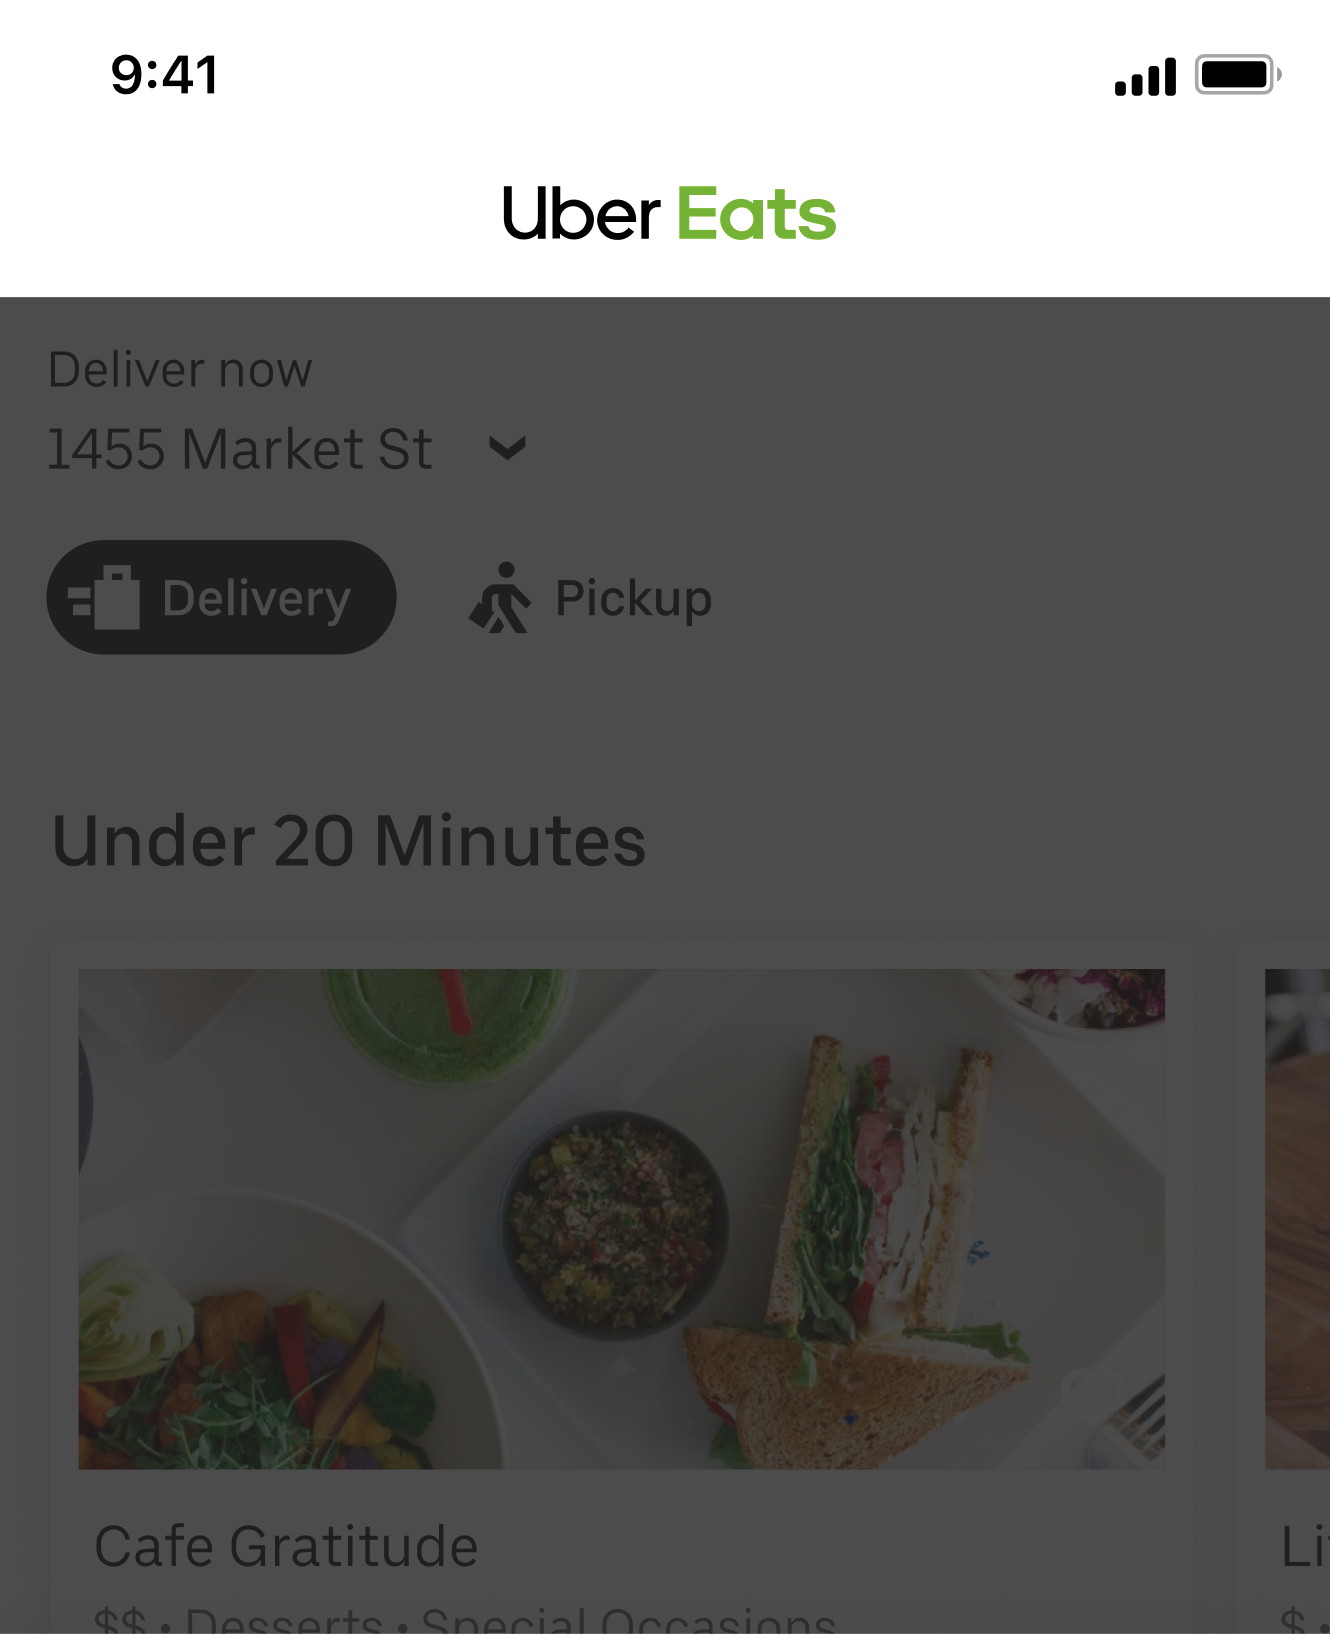 9:41
Uber Eats
Deliver now
1455 Market St
Delivery
Pickup
Under 20 Minutes
Cafe Gratitude
$$ • Desserts • Special Occasions
$ •